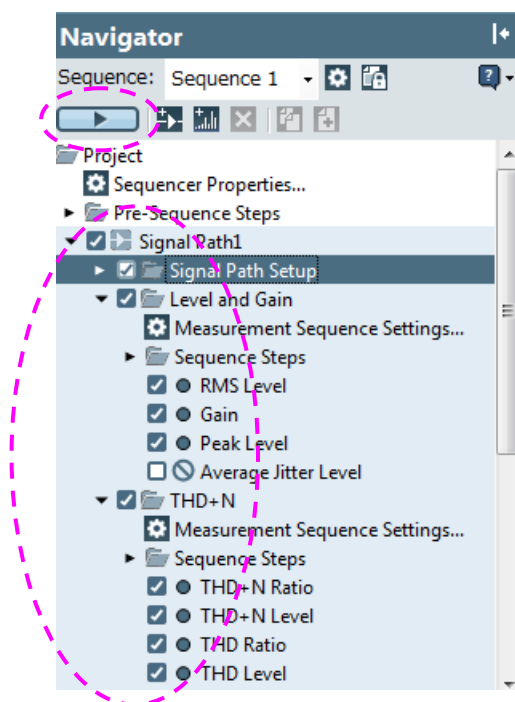 Navigator
Sequence: Sequence 1
Project
Sequencer Properties...
Pre-Sequence Steps
Signal Path1
Signal Path Setup
Level and Gain
Measurement Sequence Settings...
Sequence Steps
RMS Level
Gain
Peak Level
Average Jitter Level
THD+N
Measurement Sequence Settings...
Sequence Steps
THD+N Ratio
THD+N Level
THD Ratio
THD Level